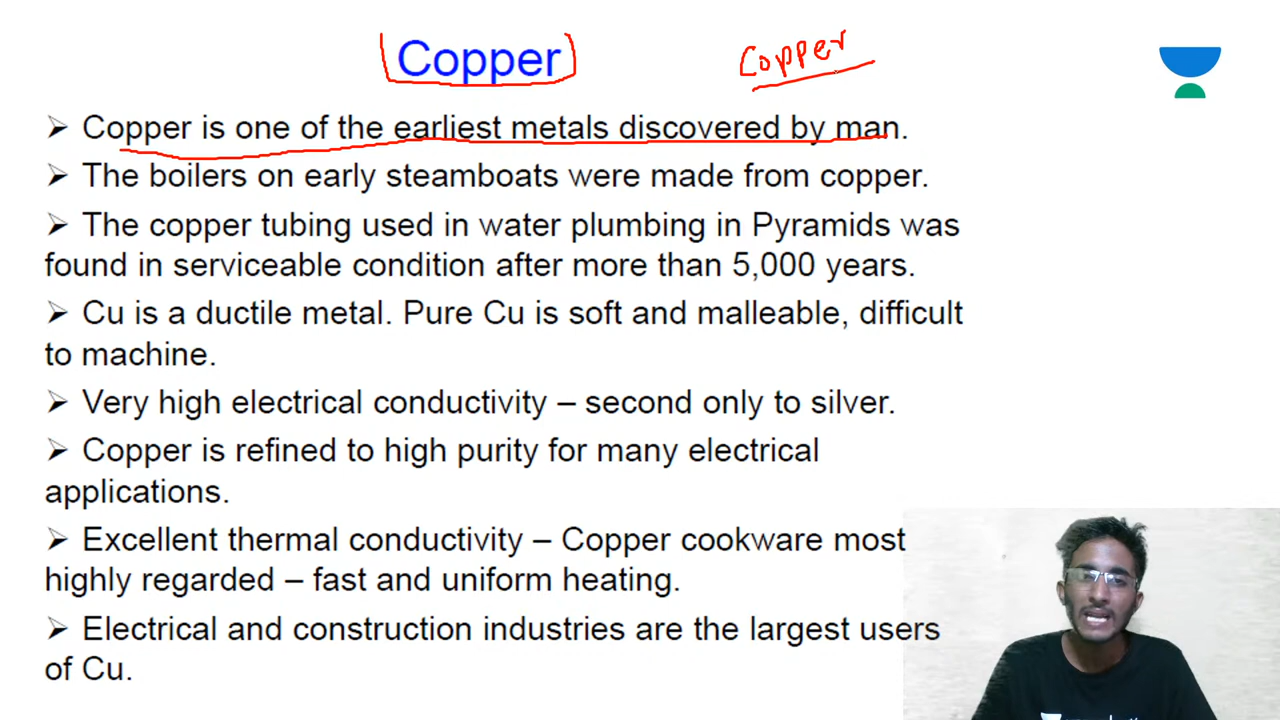 Copper
Copper
➢ Copper is one of the earliest metals discovered by man.
➢ The boilers on early steamboats were made from copper.
➢ The copper tubing used in water plumbing in Pyramids was
found in serviceable condition after more than 5,000 years.
➢ Cu is a ductile metal. Pure Cu is soft and malleable, difficult
to machine.
➢ Very high electrical conductivity – second only to silver.
➢ Copper is refined to high purity for many electrical
applications.
➢ Excellent thermal conductivity – Copper cookware most
highly regarded – fast and uniform heating.
➢ Electrical and construction industries are the largest users
of Cu.